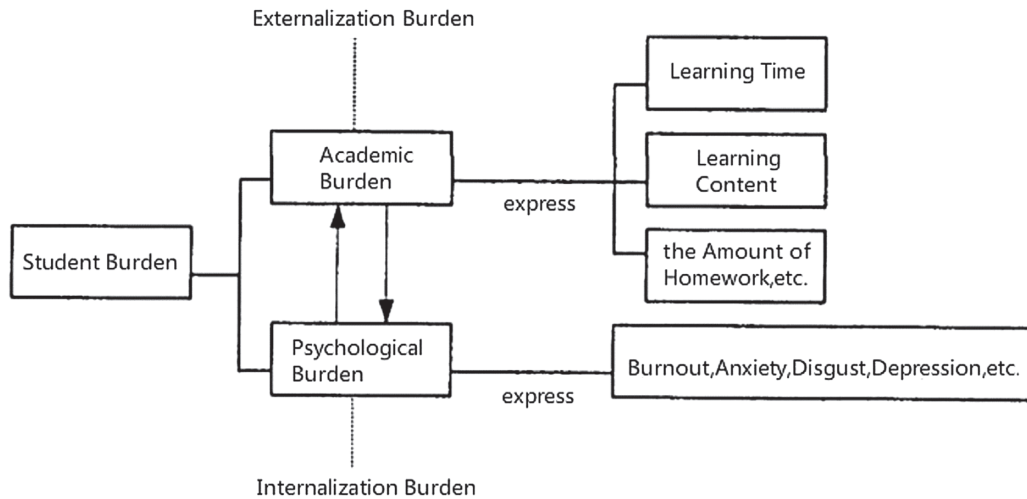 Externalization Burden
Learning Time
Academic
Burden
Learning
Content
express
the Amount of
Homework,etc.
Student Burden
Psychological
Burden
Burnout,Anxiety,Disgust,Depression,etc.
express
Internalization Burden